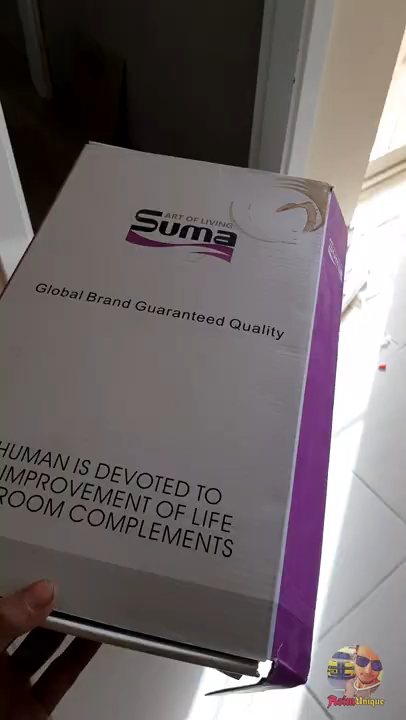 ART OF LIVING
Suma
Global Brand Guaranteed Quality
HUMAN IS DEVOTED TO
IMPROVEMENT OF LIFE
ROOM COMPLEMENTS